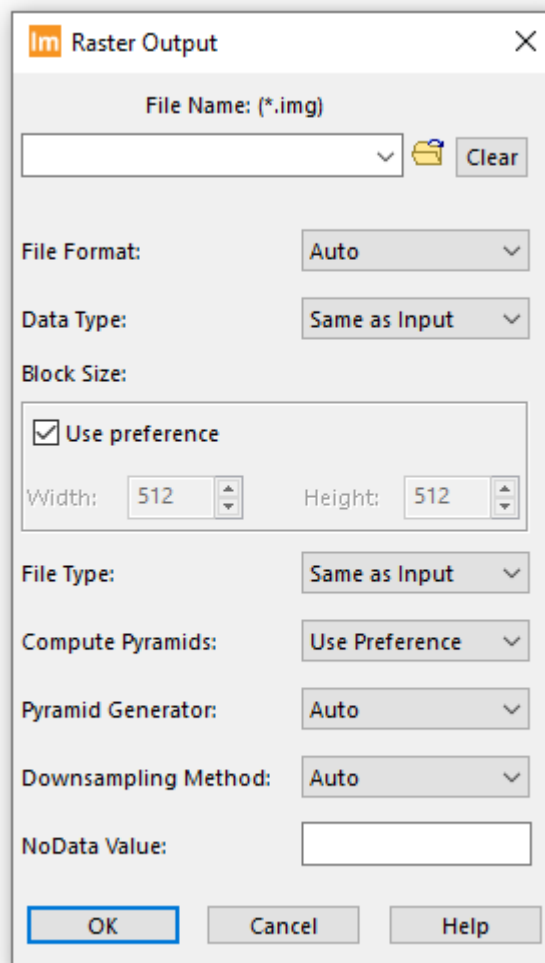 Im Raster Output
File Name: (*.img)
Clear
File Format: Auto
Data Type: Same as Input
Block Size:
Use preference
Width: 512 Height: 512
File Type: Same as Input
Compute Pyramids: Use Preference
Pyramid Generator: Auto
Downsampling Method: Auto
NoData Value:
OK Cancel Help